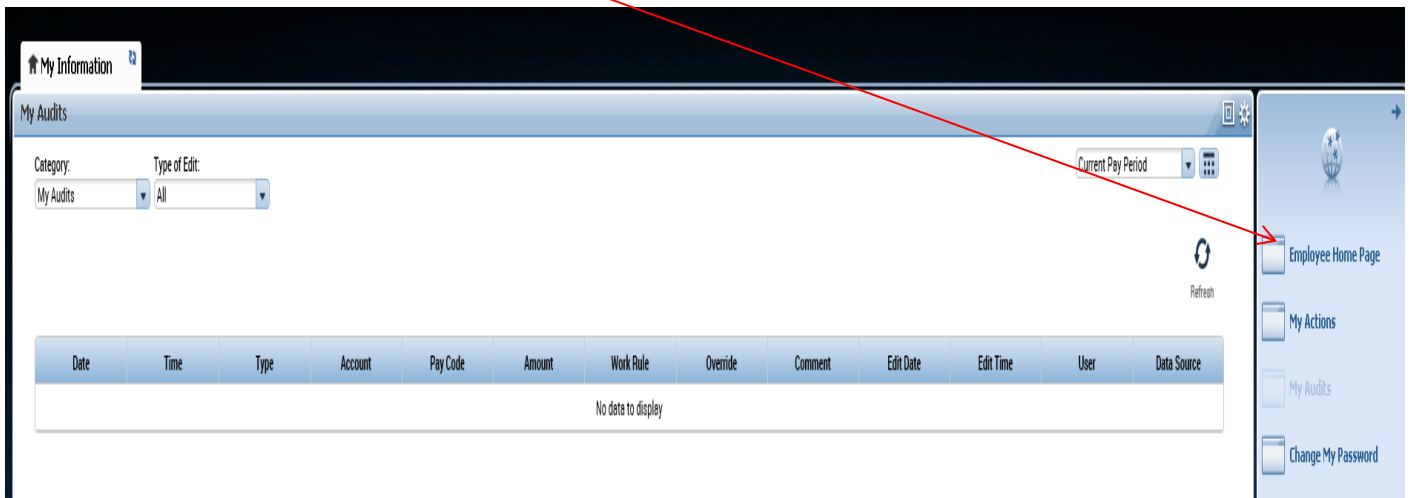 My Information
My Audits
Category: Type of Edit:
My Audits All Current Pay Period
Refresh
Date Time Type Account Pay Code Amount Work Rule Override Comment Edit Date Edit Time User Data Source
No data to display
Employee Home Page
My Actions
My Audits
Change My Password